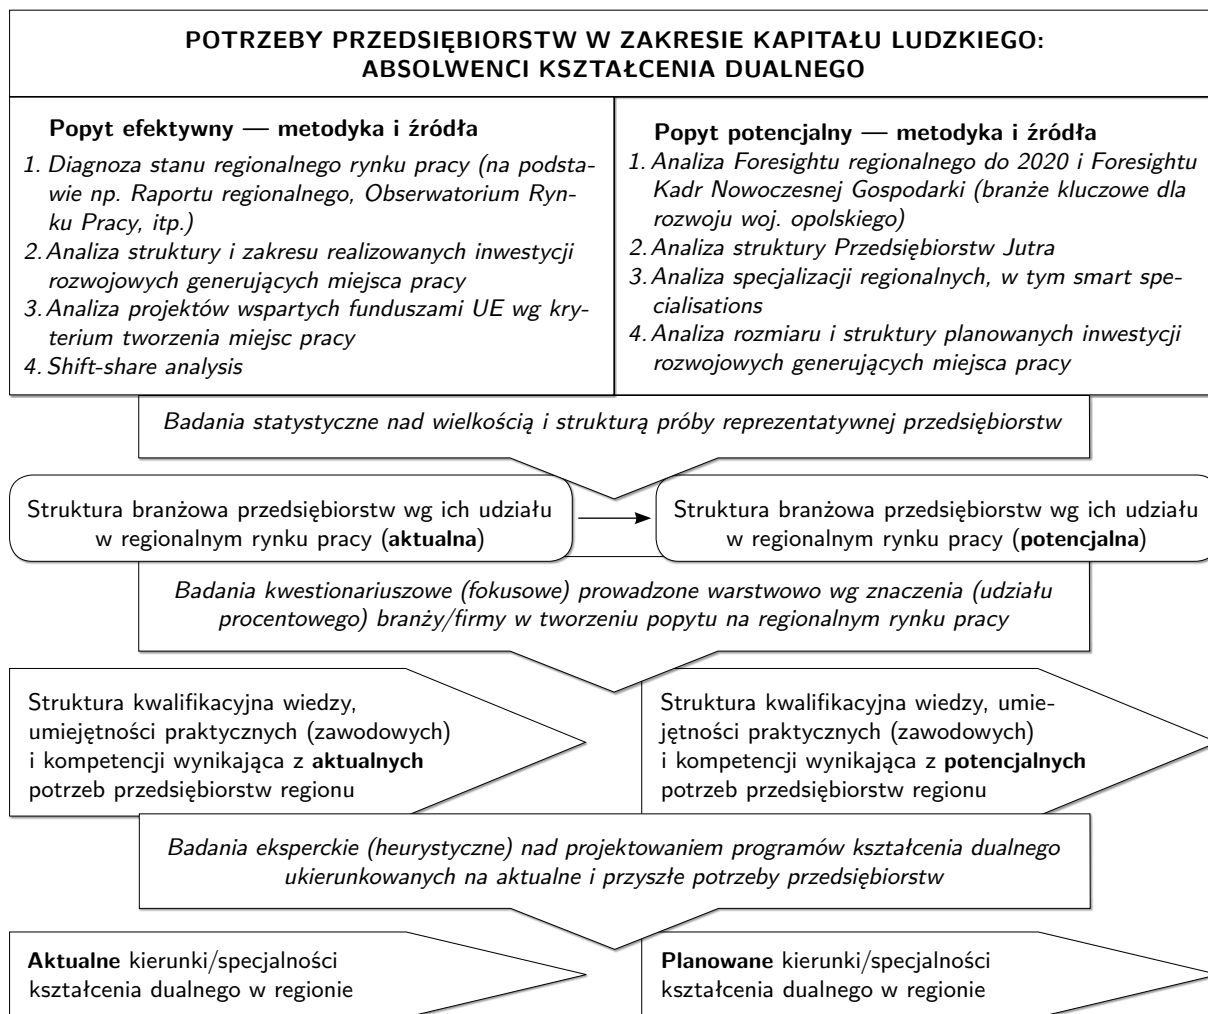 POTRZEBY PRZEDSIĘBIORSTW W ZAKRESIE KAPITAŁU LUDZKIEGO:
ABSOLWENCI KSZTAŁCENIA DUALNEGO
Popyt efektywny — metodyka i źródła
1. Diagnoza stanu regionalnego rynku pracy (na podsta-
wie np. Raportu regionalnego, Obserwatorium Ryn-
ku Pracy, itp.)
2. Analiza struktury i zakresu realizowanych inwestycji
rozwojowych generujących miejsca pracy
3. Analiza projektów wspartych funduszami UE wg kry-
terium tworzenia miejsc pracy
4. Shift-share analysis
Popyt potencjalny — metodyka i źródła
1. Analiza Foresightu regionalnego do 2020 i Foresightu
Kadr Nowoczesnej Gospodarki (branże kluczowe dla
rozwoju woj. opolskiego)
2. Analiza struktury Przedsiębiorstw Jutra
3. Analiza specjalizacji regionalnych, w tym smart spe-
cialisations
4. Analiza rozmiaru i struktury planowanych inwestycji
rozwojowych generujących miejsca pracy
Badania statystyczne nad wielkością i strukturą próby reprezentatywnej przedsiębiorstw
Struktura branżowa przedsiębiorstw wg ich udziału
w regionalnym rynku pracy (aktualna)
Struktura branżowa przedsiębiorstw wg ich udziału
w regionalnym rynku pracy (potencjalna)
Badania kwestionariuszowe (fokusowe) prowadzone warstwowo wg znaczenia (udziału
procentowego) branży/firmy w tworzeniu popytu na regionalnym rynku pracy
Struktura kwalifikacyjna wiedzy,
umiejętności praktycznych (zawodowych)
i kompetencji wynikająca z aktualnych
potrzeb przedsiębiorstw regionu
Struktura kwalifikacyjna wiedzy, umie-
jętności praktycznych (zawodowych)
i kompetencji wynikająca z potencjalnych
potrzeb przedsiębiorstw regionu
Badania eksperckie (heurystyczne) nad projektowaniem programów kształcenia dualnego
ukierunkowanych na aktualne i przyszłe potrzeby przedsiębiorstw
Aktualne kierunki/specjalności
kształcenia dualnego w regionie
Planowane kierunki/specjalności
kształcenia dualnego w regionie